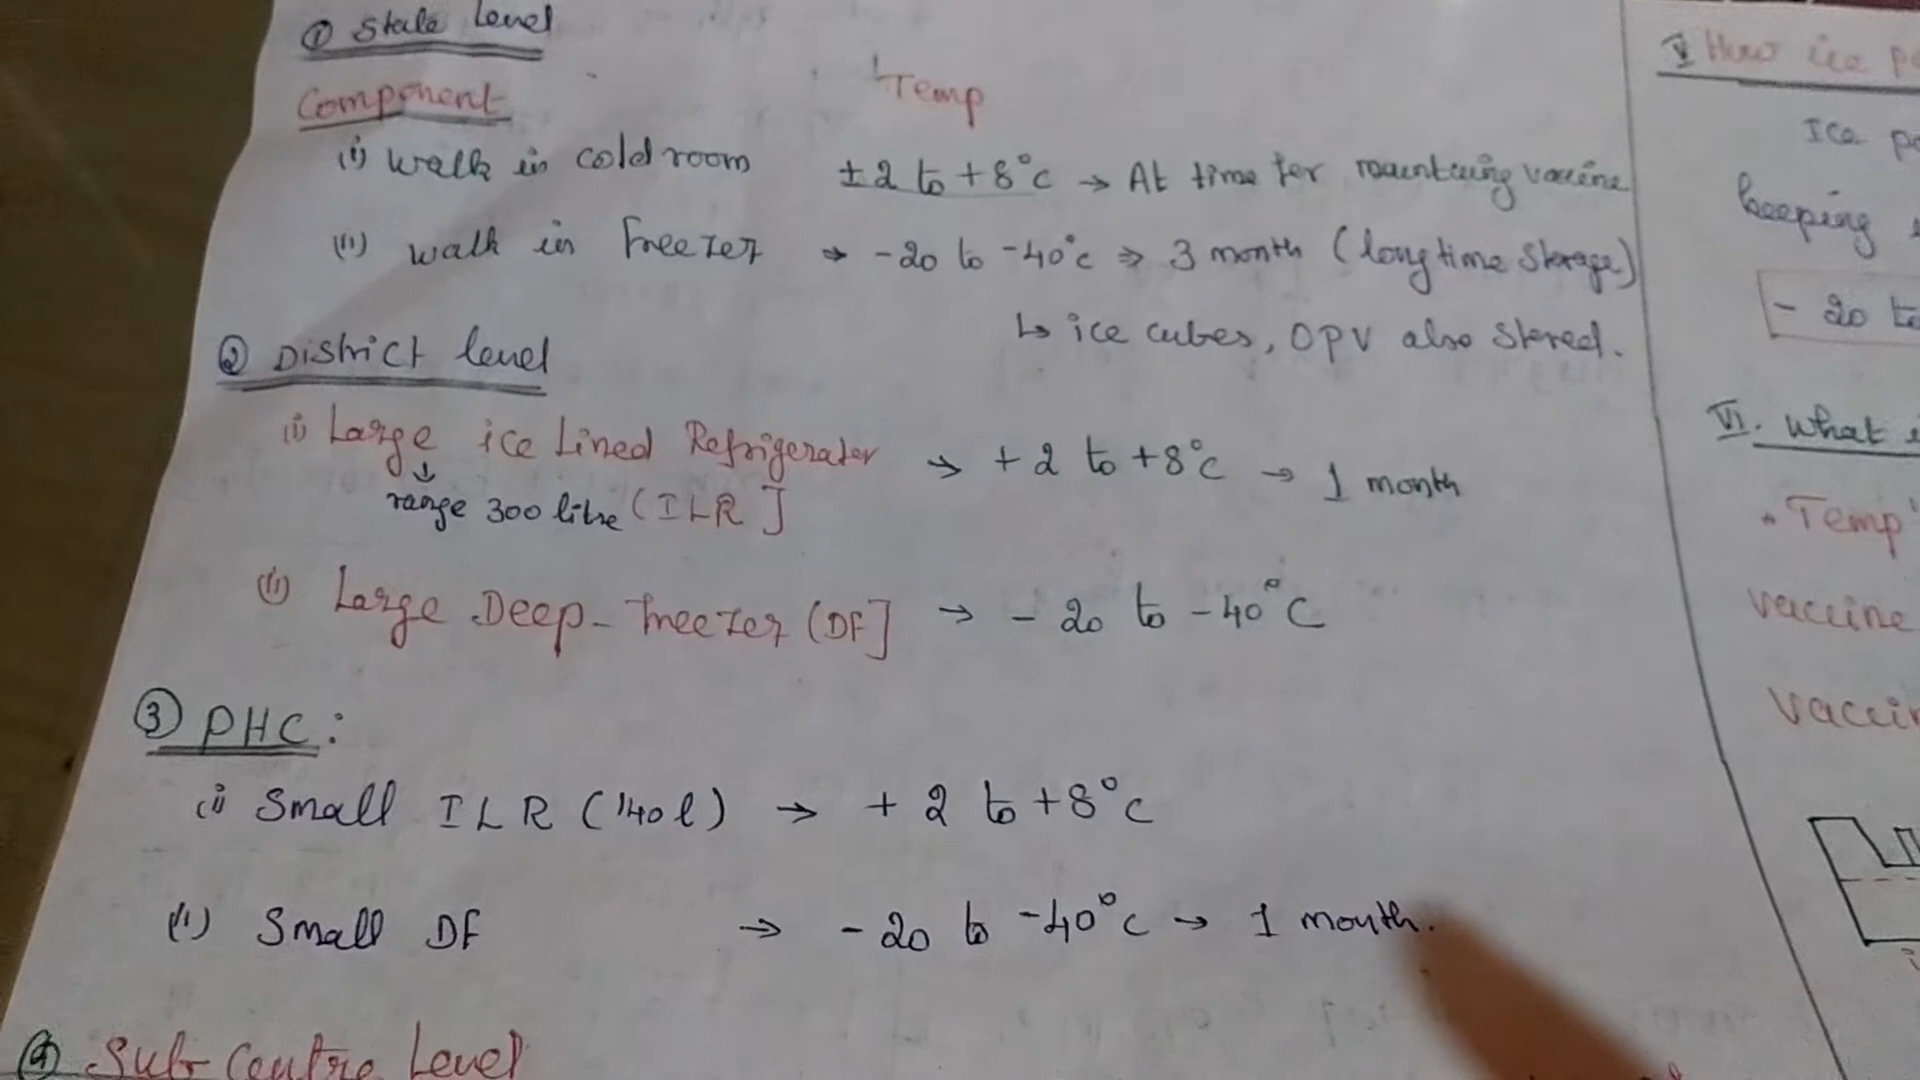 ① State Level
Component Temp
(i) walk in cold room ±2 to +8°C → At time for maintaining vaccine
(ii) walk in Freezer → -20 to -40°C ⇒ 3 month (long time storage)
↳ ice cubes, OPV also stored.
② District level
(i) Large ice Lined Refrigerator → +2 to +8°C → 1 month
↓
range 300 litre (ILR]
(ii) Large Deep-freezer (DF] → -20 to -40°C
③ PHC:
(i) Small ILR (140l) → +2 to +8°C
(ii) Small DF → -20 to -40°C → 1 month.
④ Sub-Centre Level
V How ice
Ice
keeping
- 20 to
VI. What
Temp
vaccine